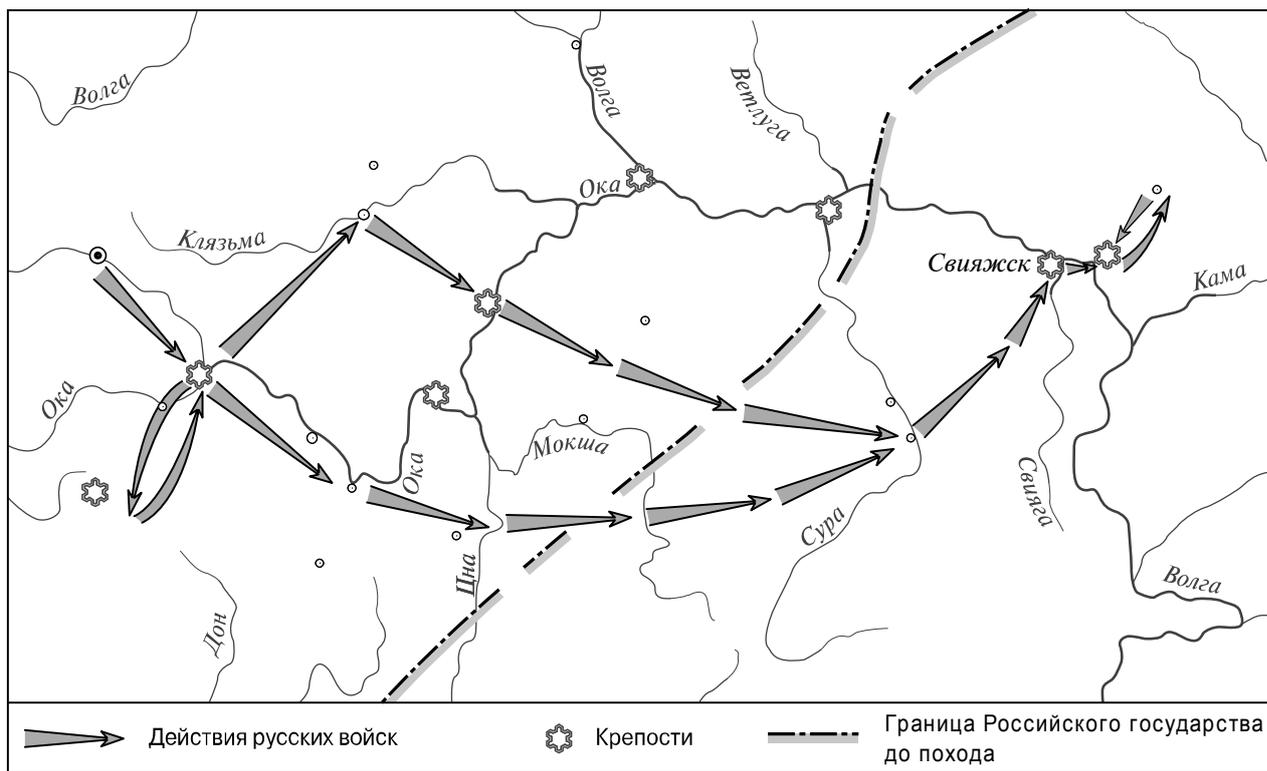 Волга
Волга
Ветлуга
Ока
Клязьма
Свияжск
Кама
Ока
Мокша
Ока
Свияга
Сура
Цна
Волга
Дон
Действия русских войск
Крепости
Граница Российского государства
до похода